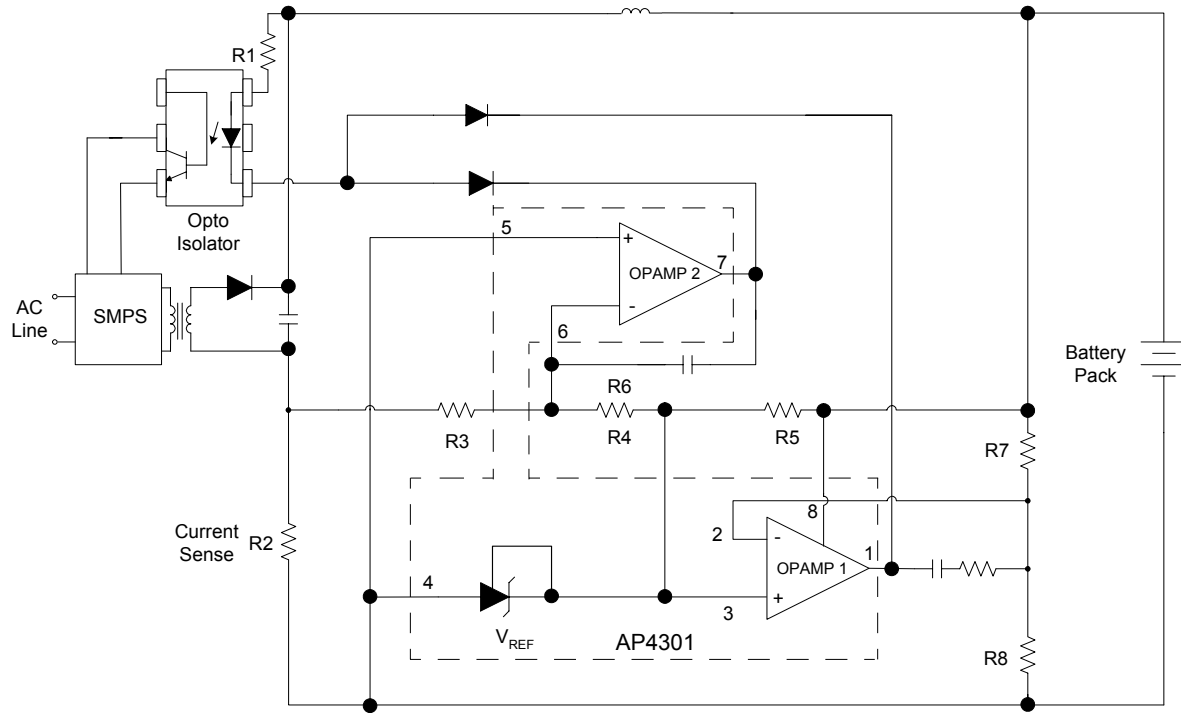 R1
Opto
Isolator
AC
Line
SMPS
5
+
OPAMP 2
7
-
6
Battery
Pack
R6
R3
R4
R5
R7
Current
Sense
R2
8
2
-
OPAMP 1
1
4
+
3
VREF
AP4301
R8